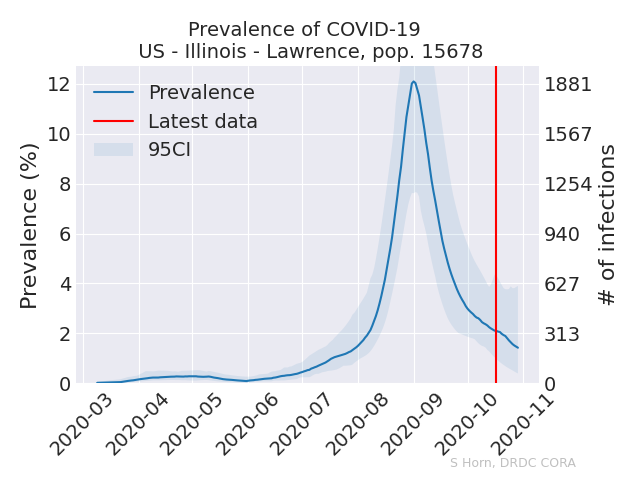 Prevalence of COVID-19
US - Illinois - Lawrence, pop. 15678
Prevalence (%)
12
10
8
6
4
2
0
Prevalence
Latest data
95CI
1881
1567
1254
940
627
313
0
# of infections
2020-03
2020-04
2020-05
2020-06
2020-07
2020-08
2020-09
2020-10
2020-11
S Horn, DRDC CORA